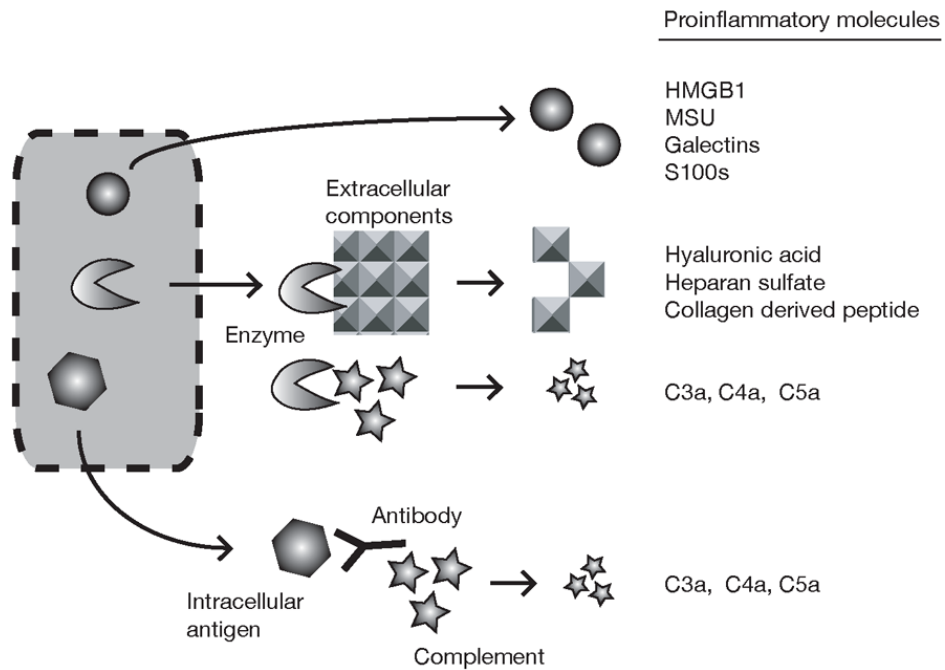 Proinflammatory molecules
HMGB1
MSU
Galectins
S100s
Extracellular
components
Hyaluronic acid
Heparan sulfate
Collagen derived peptide
Enzyme
C3a, C4a, C5a
Antibody
Intracellular
antigen
C3a, C4a, C5a
Complement